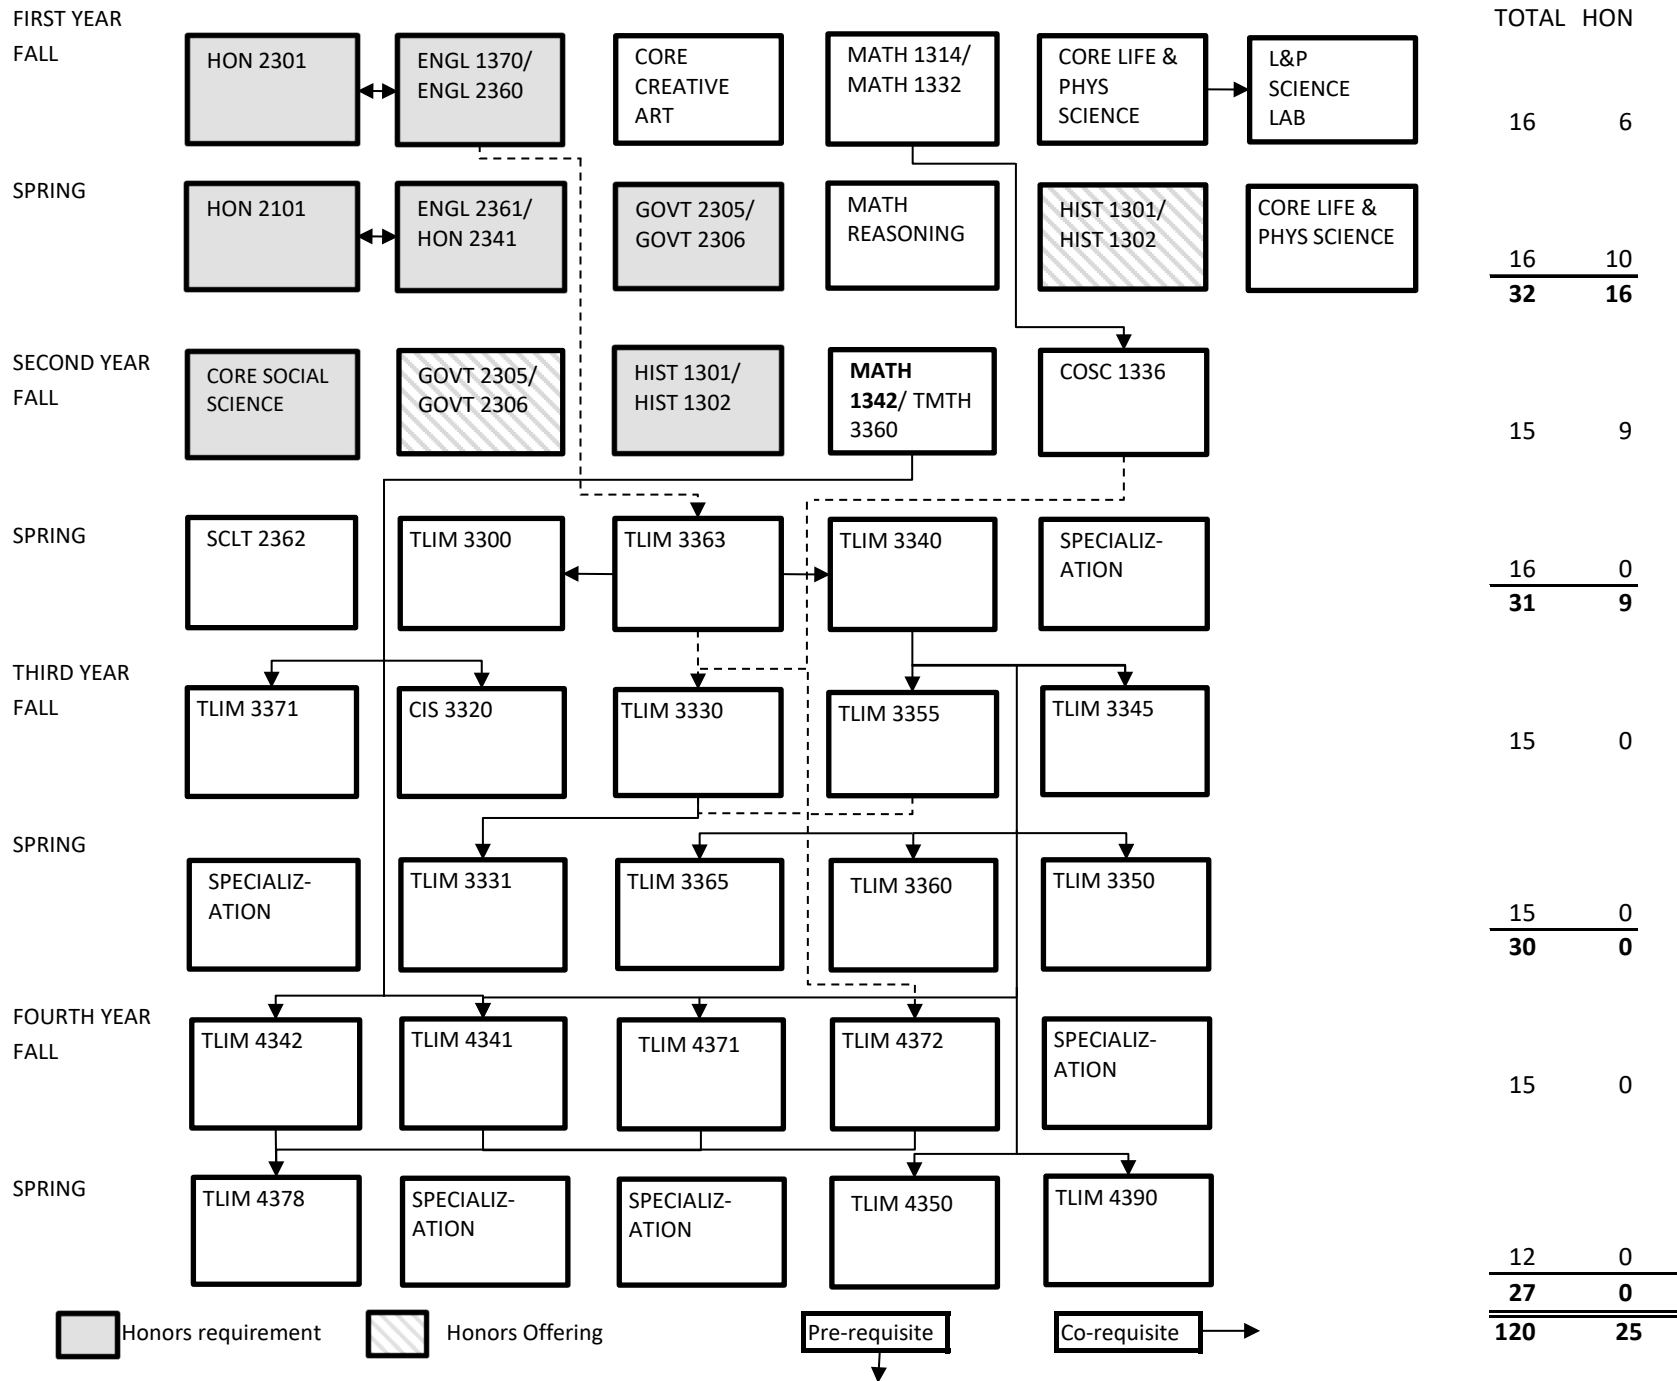 FIRST YEAR
TOTAL HON
FALL
HON 2301
ENGL 1370/
ENGL 2360
CORE
CREATIVE
ART
MATH 1314/
MATH 1332
CORE LIFE &
PHYS
SCIENCE
L&P
SCIENCE
LAB
16 6
SPRING
HON 2101
ENGL 2361/
HON 2341
GOVT 2305/
GOVT 2306
MATH
REASONING
HIST 1301/
HIST 1302
CORE LIFE &
PHYS SCIENCE
16 10
32 16
SECOND YEAR
FALL
CORE SOCIAL
SCIENCE
GOVT 2305/
GOVT 2306
HIST 1301/
HIST 1302
MATH
1342/ TMTH
3360
COSC 1336
15 9
SPRING
SCLT 2362
TLIM 3300
TLIM 3363
TLIM 3340
SPECIALIZ-
ATION
16 0
31 9
THIRD YEAR
FALL
TLIM 3371
CIS 3320
TLIM 3330
TLIM 3355
TLIM 3345
15 0
SPRING
SPECIALIZ-
ATION
TLIM 3331
TLIM 3365
TLIM 3360
TLIM 3350
15 0
30 0
FOURTH YEAR
FALL
TLIM 4342
TLIM 4341
TLIM 4371
TLIM 4372
SPECIALIZ-
ATION
15 0
SPRING
TLIM 4378
SPECIALIZ-
ATION
SPECIALIZ-
ATION
TLIM 4350
TLIM 4390
12 0
27 0
120 25
Honors requirement
Honors Offering
Pre-requisite
Co-requisite